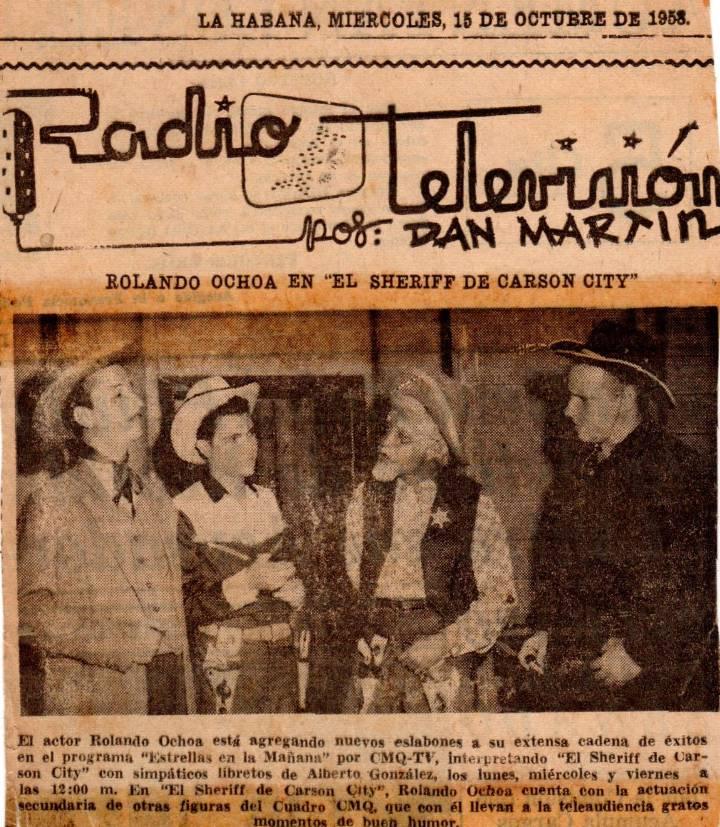 LA HABANA, MIERCOLES, 15 DE OCTUBRE DE 1958.
Radio Televisión
por: DAN MARTIN
ROLANDO OCHOA EN "EL SHERIFF DE CARSON CITY"
El actor Rolando Ochoa está agregando nuevos eslabones a su extensa cadena de éxitos
en el programa "Estrellas en la Mañana" por CMQ-TV, interpretando "El Sheriff de Car-
son City" con simpáticos libretos de Alberto González, los lunes, miércoles y viernes a
las 12:00 m. En "El Sheriff de Carson City", Rolando Ochoa cuenta con la actuación
secundaria de otras figuras del Cuadro CMQ, que con él llevan a la teleaudiencia gratos
momentos de buen humor.